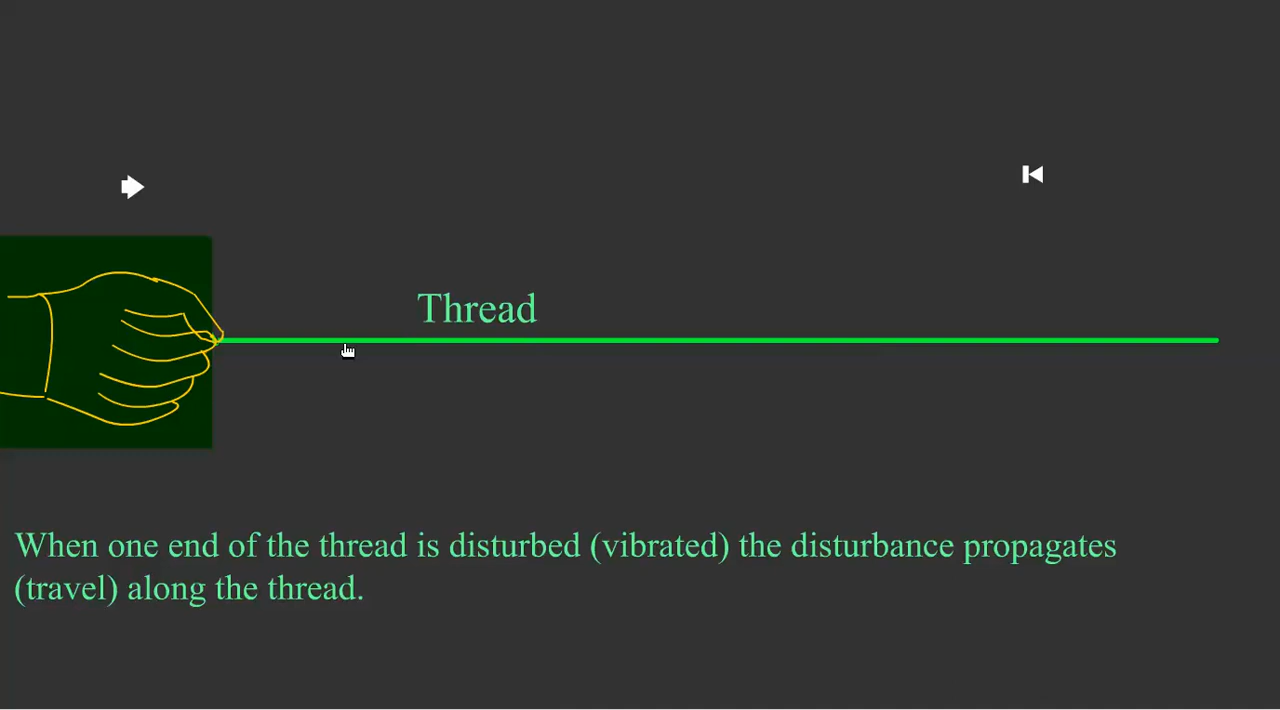 Thread
When one end of the thread is disturbed (vibrated) the disturbance propagates
(travel) along the thread.